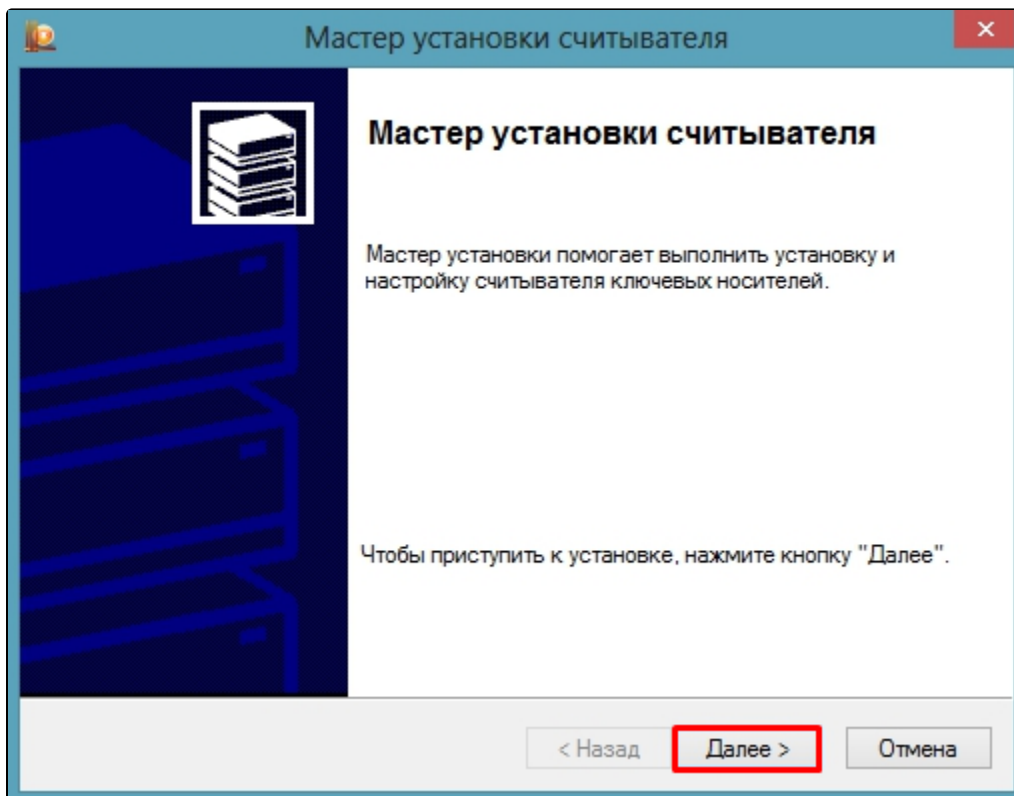 Мастер установки считывателя
Мастер установки считывателя
Мастер установки помогает выполнить установку и
настройку считывателя ключевых носителей.
Чтобы приступить к установке, нажмите кнопку "Далее".
< Назад
Далее >
Отмена